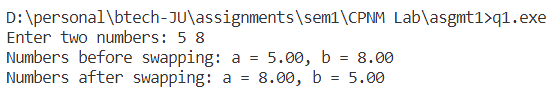 D:\personal\btech-JU\assignments\sem1\CPNM Lab\asgmt1>q1.exe
Enter two numbers: 5 8
Numbers before swapping: a = 5.00, b = 8.00
Numbers after swapping: a = 8.00, b = 5.00